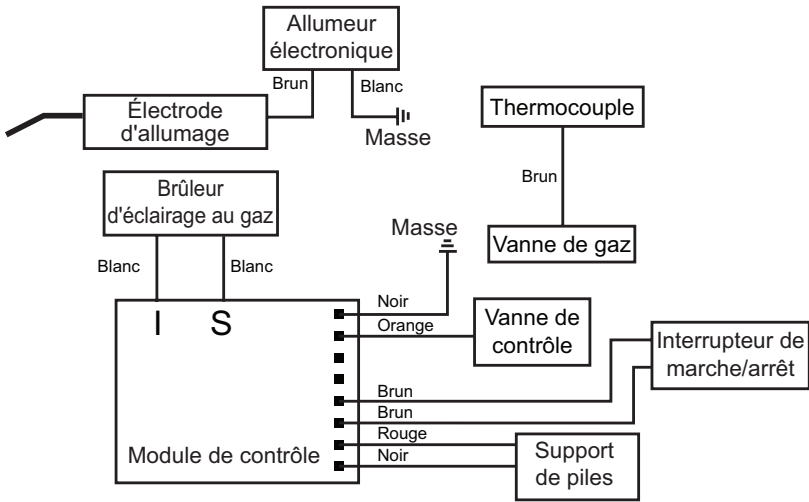 Allumeur
électronique
Brun
Blanc
Électrode
d'allumage
Masse
Thermocouple
Brun
Vanne de gaz
Brûleur
d'éclairage au gaz
Blanc
Blanc
Masse
I
S
Noir
Orange
Vanne de
contrôle
Interrupteur de
marche/arrêt
Brun
Brun
Rouge
Noir
Module de contrôle
Support
de piles